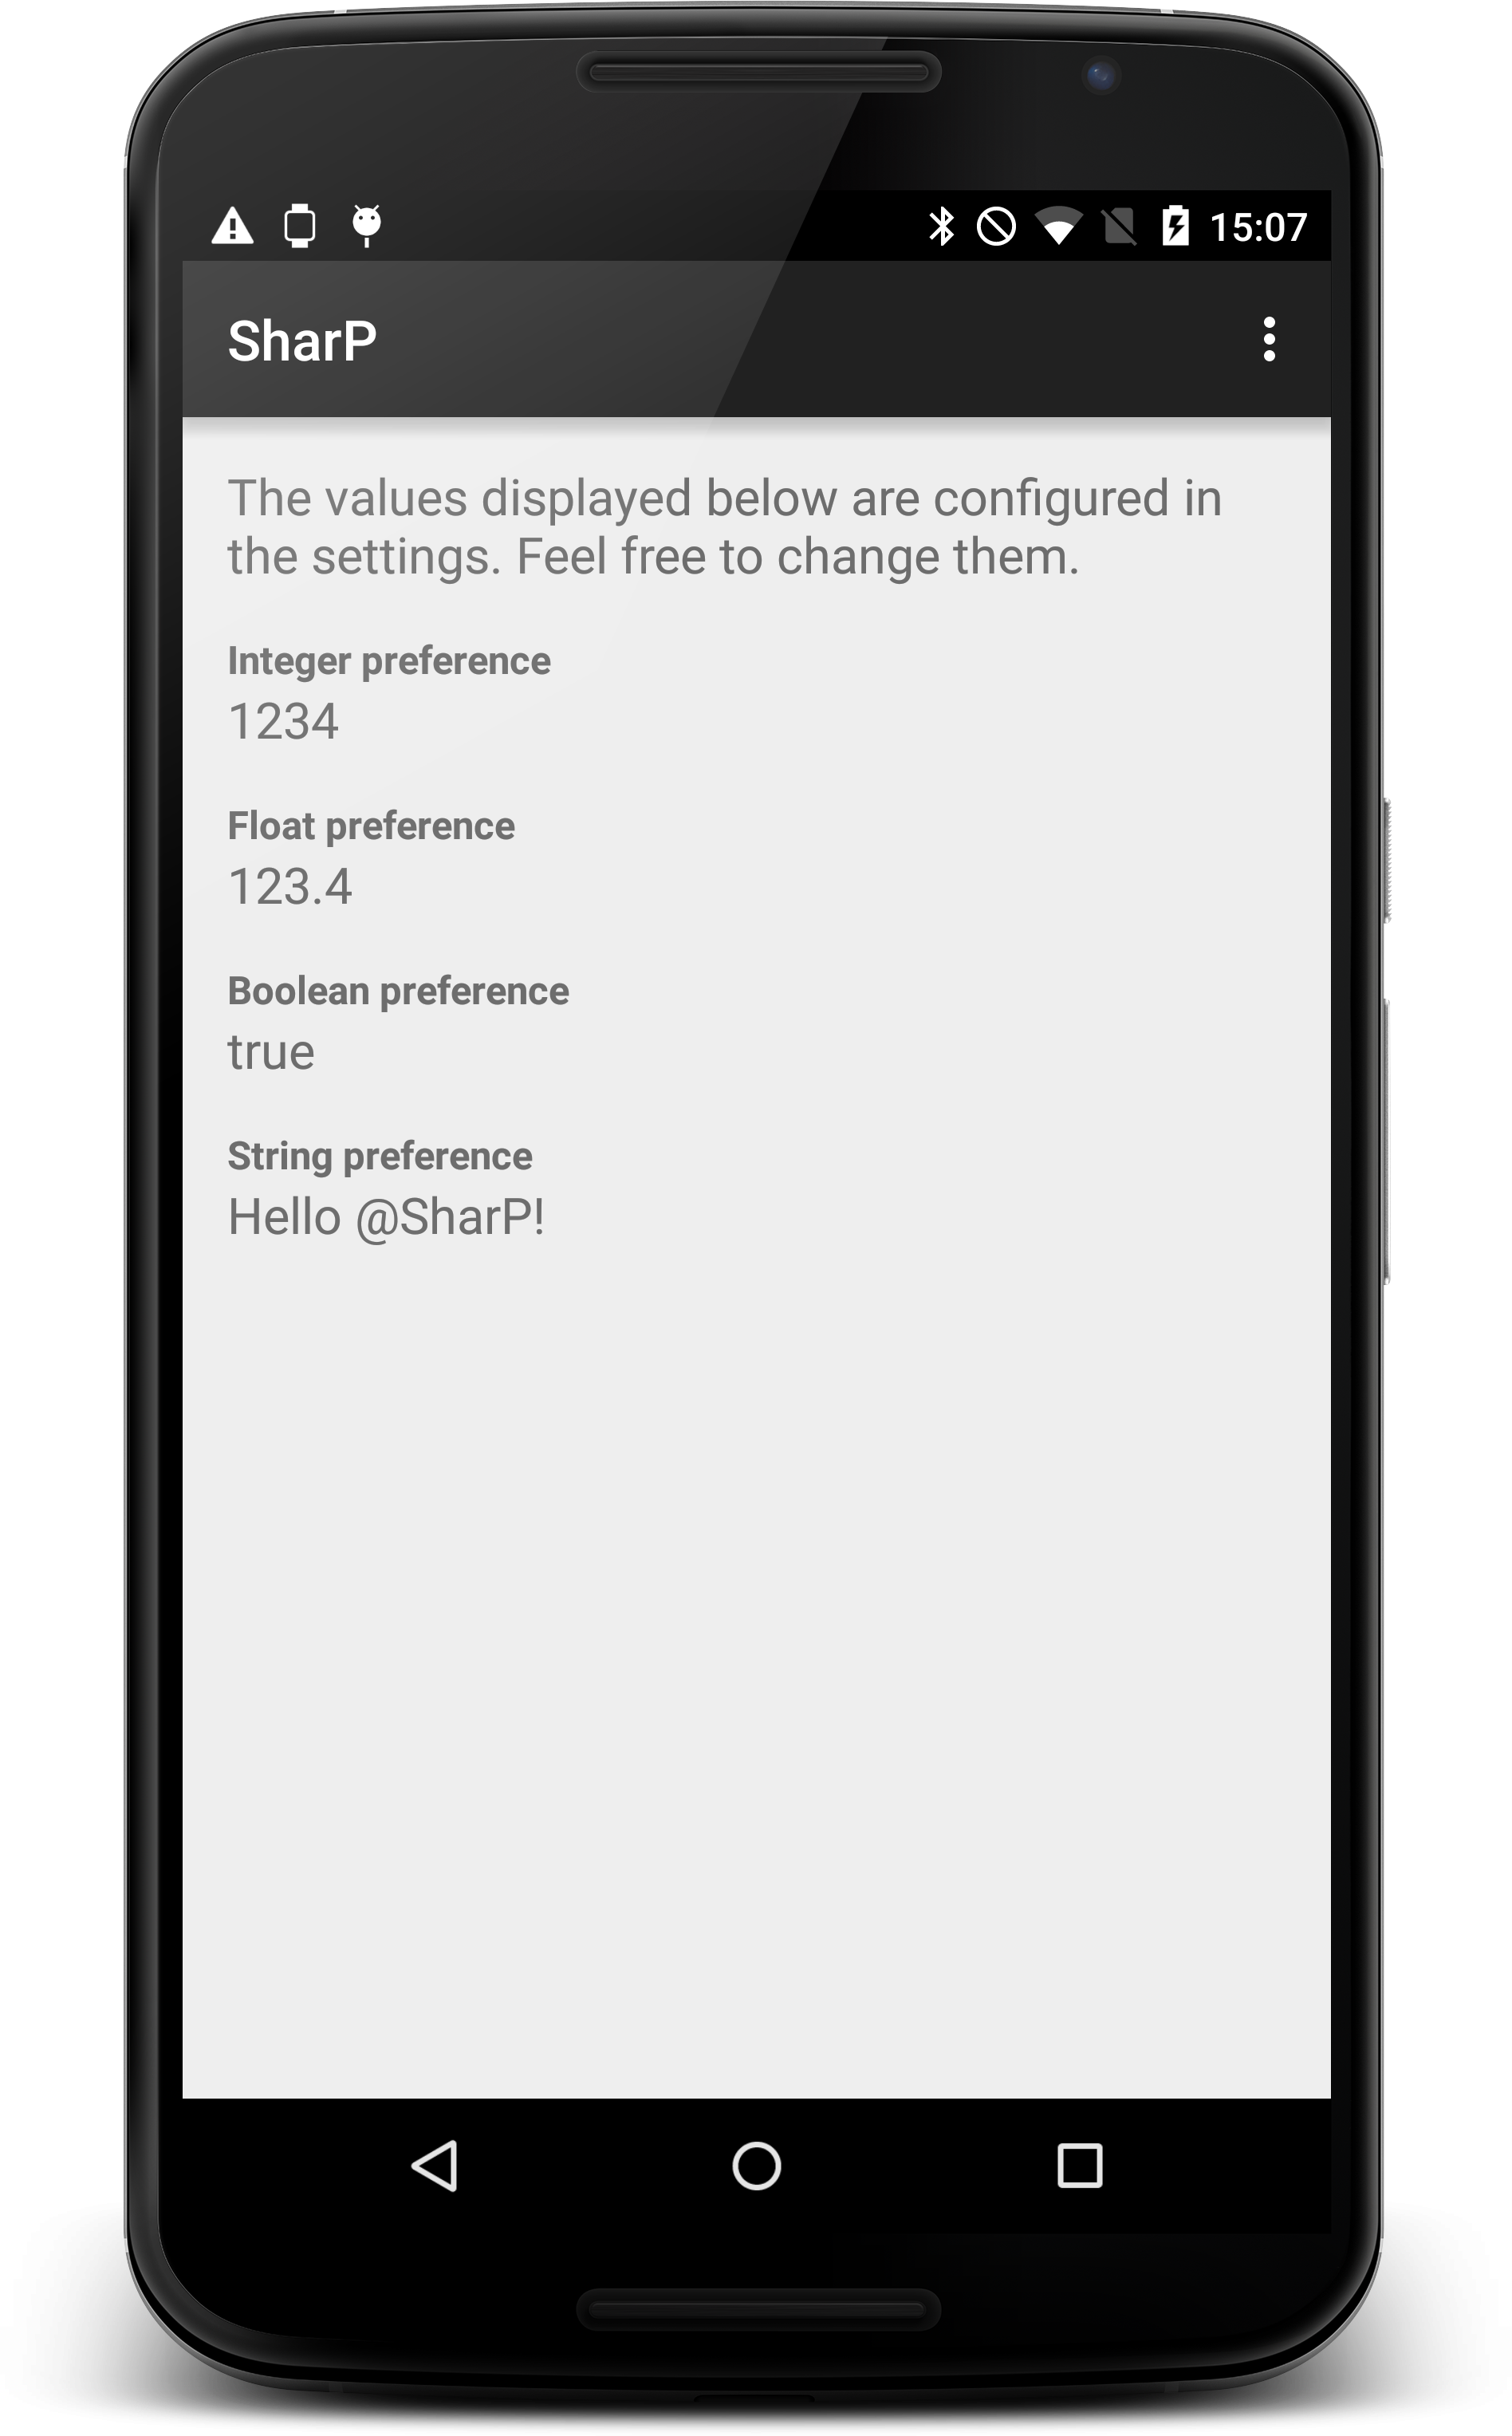 15:07
SharP
The values displayed below are configured in
the settings. Feel free to change them.
Integer preference
1234
Float preference
123.4
Boolean preference
true
String preference
Hello @SharP!